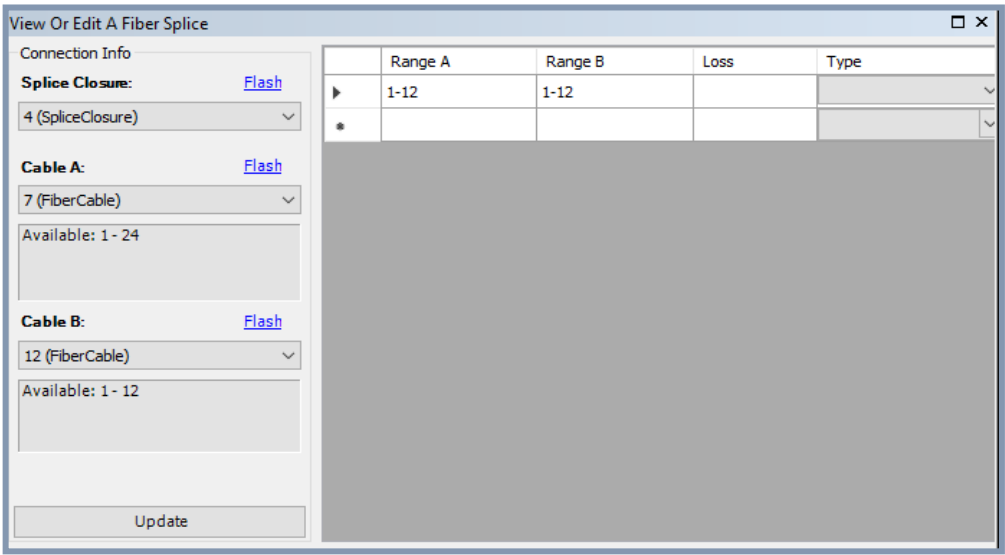 View Or Edit A Fiber Splice
Connection Info
Splice Closure: Flash
4 (SpliceClosure)
Cable A: Flash
7 (FiberCable)
Available: 1 - 24
Cable B: Flash
12 (FiberCable)
Available: 1 - 12
Update
Range A Range B Loss Type
1-12 1-12